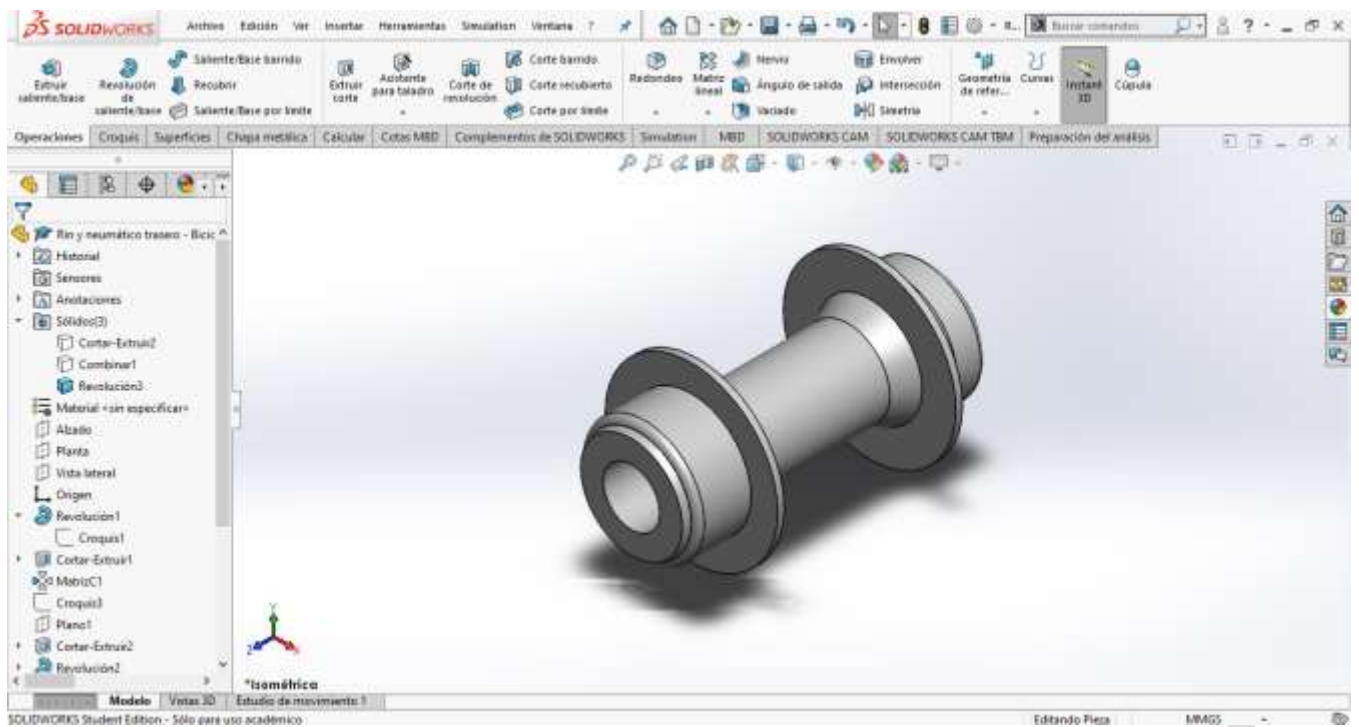 SOLIDWORKS Archivo Edición Ver Insertar Herramientas Simulation Ventana ? Buscar comandos
Extruir saliente/base
Revolución de saliente/base
Saliente/Base barrido
Recubrir
Saliente/Base por límite
Extruir corte
Asistente para taladro
Corte de revolución
Corte barrido
Corte recubierto
Corte por límite
Redondeo
Matriz lineal
Nervio
Ángulo de salida
Vaciado
Envolver
Intersección
Simetría
Geometría de refer...
Curvas
Instant 3D
Cúpula
Operaciones Croquis Superficies Chapa metálica Calcular Cotas MBD Complementos de SOLIDWORKS Simulation MBD SOLIDWORKS CAM SOLIDWORKS CAM TBM Preparación del análisis
Rin y neumático trasero - Bicic
Historial
Sensores
Anotaciones
Sólidos(3)
Cortar-Extruir2
Combinar1
Revolución3
Material <sin especificar>
Alzado
Planta
Vista lateral
Origen
Revolución1
Croquis1
Cortar-Extruir1
MatrizC1
Croquis3
Plano1
Cortar-Extruir2
Revolución2
Y
Z
X
*Isométrica
Modelo Vistas 3D Estudio de movimiento 1
SOLIDWORKS Student Edition - Sólo para uso académico Editando Pieza MMGS